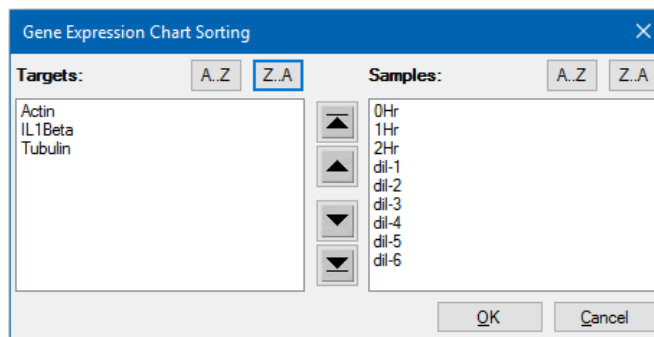 Gene Expression Chart Sorting
Targets:
A..Z
Z..A
Samples:
A..Z
Z..A
Actin
IL1Beta
Tubulin
0Hr
1Hr
2Hr
dil-1
dil-2
dil-3
dil-4
dil-5
dil-6
OK
Cancel